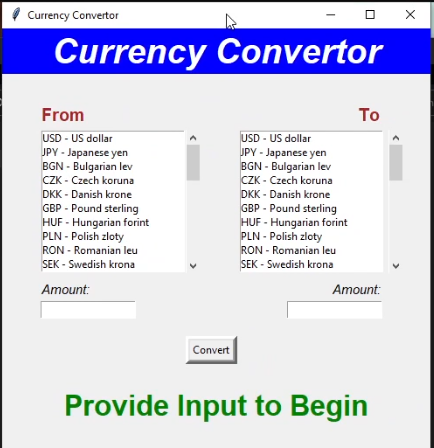 Currency Convertor
Currency Convertor
From
To
USD - US dollar
JPY - Japanese yen
BGN - Bulgarian lev
CZK - Czech koruna
DKK - Danish krone
GBP - Pound sterling
HUF - Hungarian forint
PLN - Polish zloty
RON - Romanian leu
SEK - Swedish krona
USD - US dollar
JPY - Japanese yen
BGN - Bulgarian lev
CZK - Czech koruna
DKK - Danish krone
GBP - Pound sterling
HUF - Hungarian forint
PLN - Polish zloty
RON - Romanian leu
SEK - Swedish krona
Amount:
Amount:
Convert
Provide Input to Begin